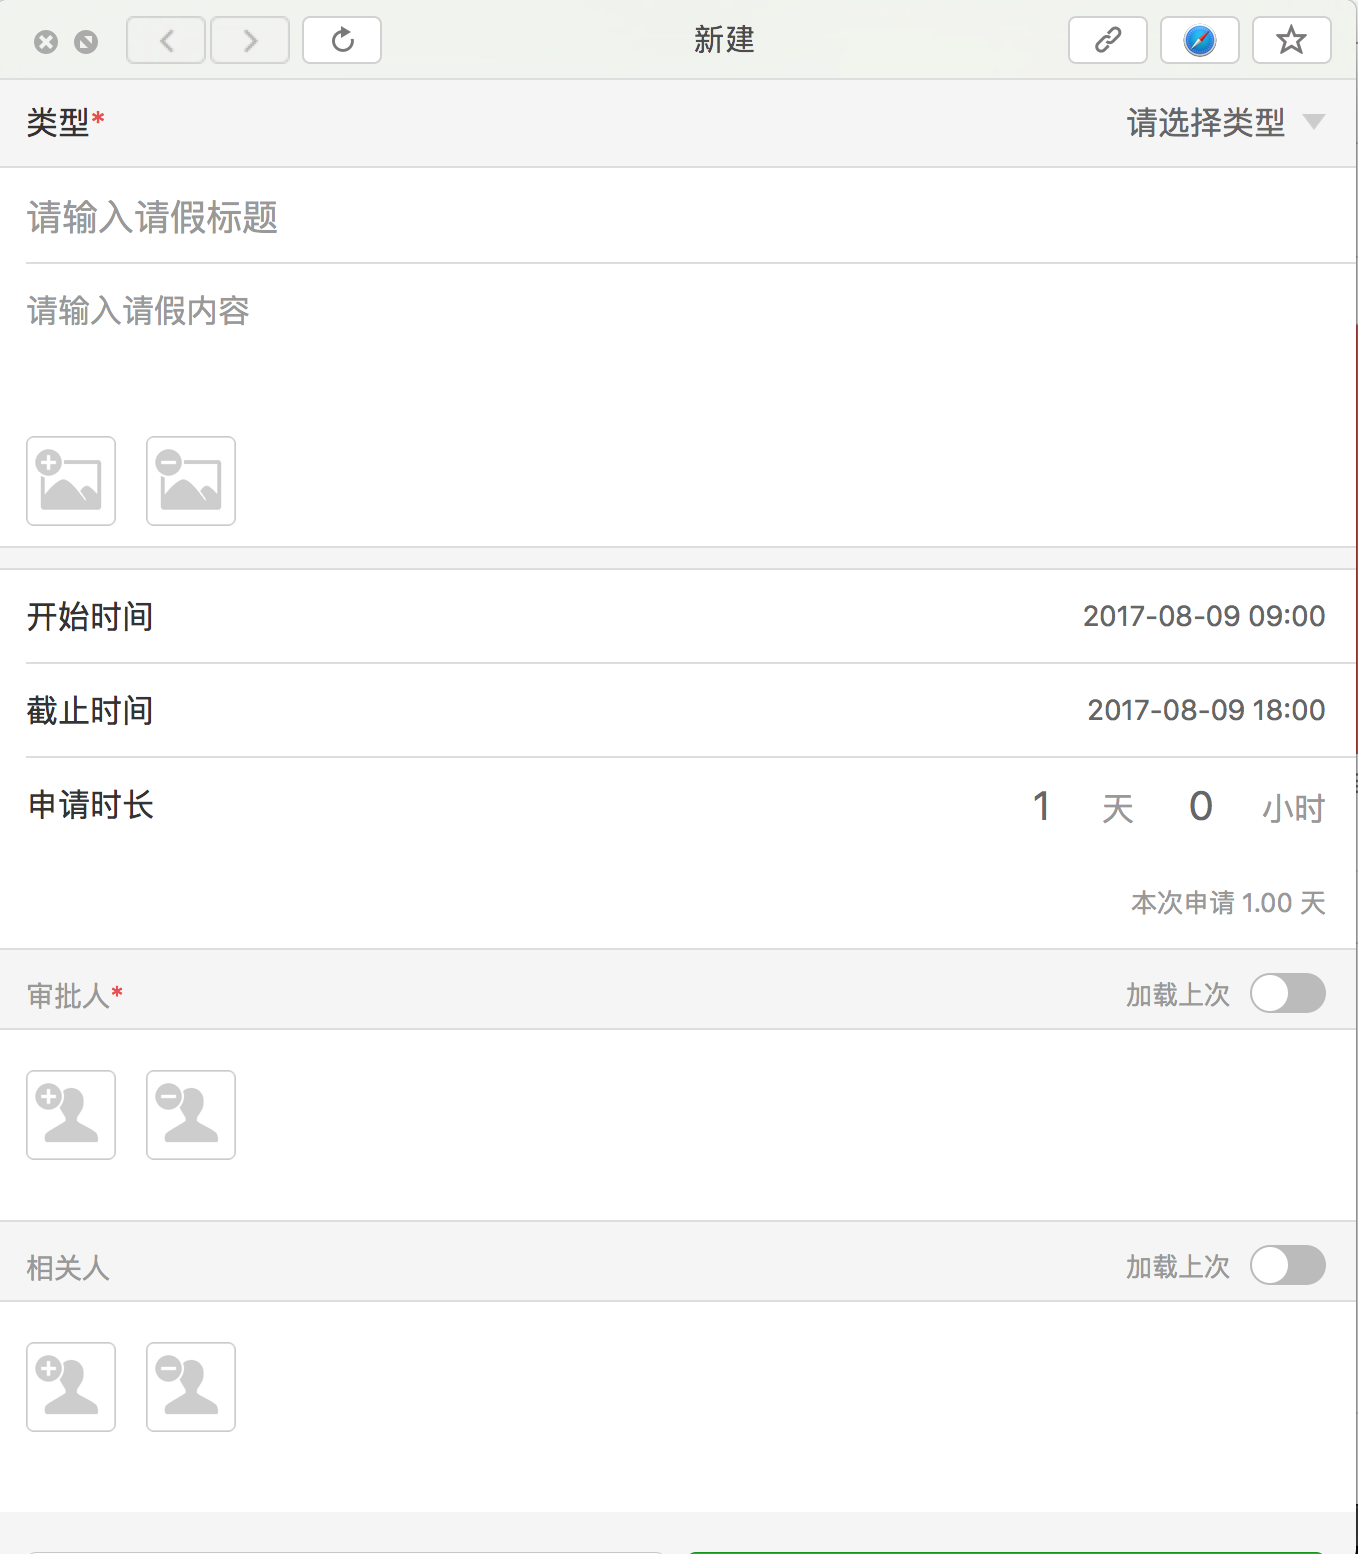 新建
类型* 请选择类型
请输入请假标题
请输入请假内容
开始时间 2017-08-09 09:00
截止时间 2017-08-09 18:00
申请时长 1 天 0 小时
本次申请 1.00 天
审批人* 加载上次
相关人 加载上次